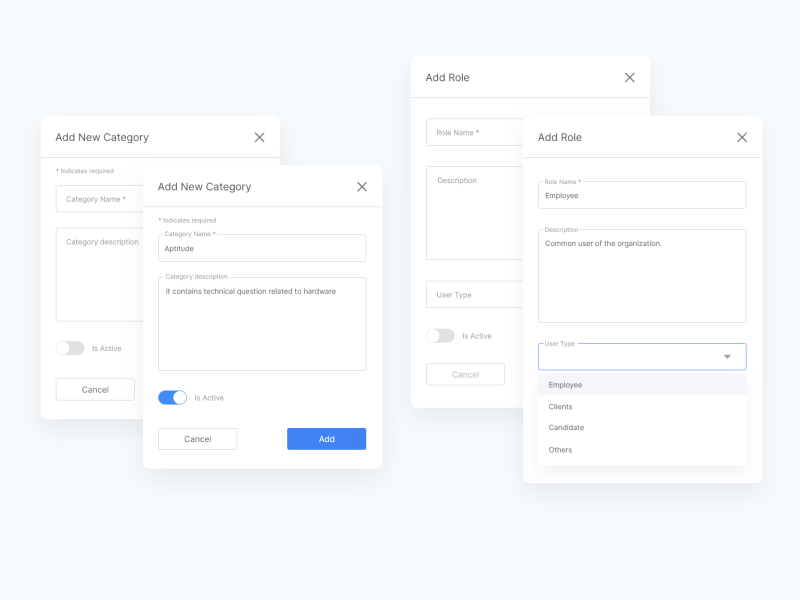 Add New Category
* Indicates required
Category Name *
Category description
Is Active
Cancel
Add New Category
* Indicates required
Category Name *
Aptitude
Category description
it contains technical question related to hardware
Is Active
Cancel
Add
Add Role
Role Name *
Description
User Type
Is Active
Cancel
Add Role
Role Name *
Employee
Description
Common user of the organization.
User Type
Employee
Clients
Candidate
Others